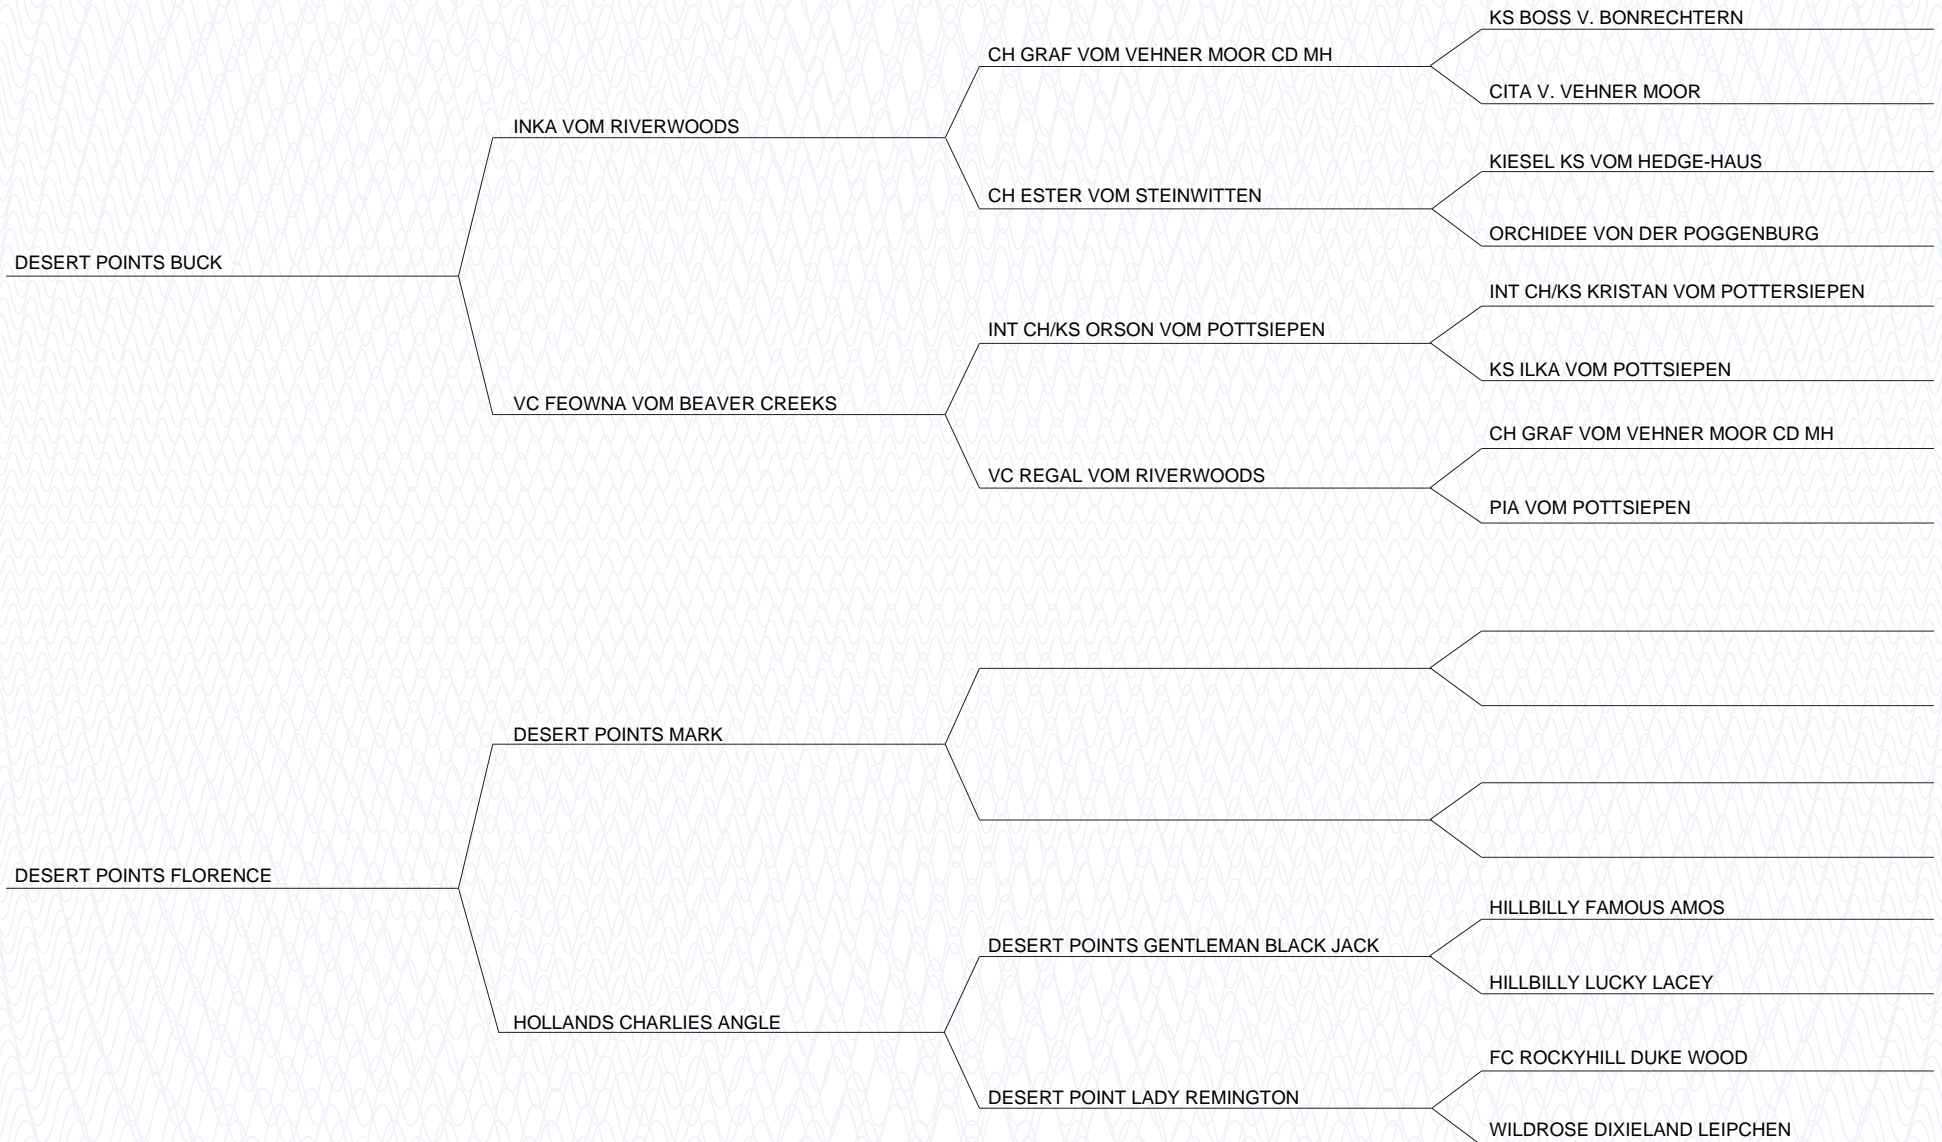 KS BOSS V. BONRECHTERN
CH GRAF VOM VEHNER MOOR CD MH
CITA V. VEHNER MOOR
INKA VOM RIVERWOODS
KIESEL KS VOM HEDGE-HAUS
CH ESTER VOM STEINWITTEN
ORCHIDEE VON DER POGGENBURG
DESERT POINTS BUCK
INT CH/KS KRISTAN VOM POTTERSIEPEN
INT CH/KS ORSON VOM POTTSIEPEN
KS ILKA VOM POTTSIEPEN
VC FEOWNA VOM BEAVER CREEKS
CH GRAF VOM VEHNER MOOR CD MH
VC REGAL VOM RIVERWOODS
PIA VOM POTTSIEPEN
DESERT POINTS MARK
DESERT POINTS FLORENCE
HILLBILLY FAMOUS AMOS
DESERT POINTS GENTLEMAN BLACK JACK
HILLBILLY LUCKY LACEY
HOLLANDS CHARLIES ANGLE
FC ROCKYHILL DUKE WOOD
DESERT POINT LADY REMINGTON
WILDROSE DIXIELAND LEIPCHEN